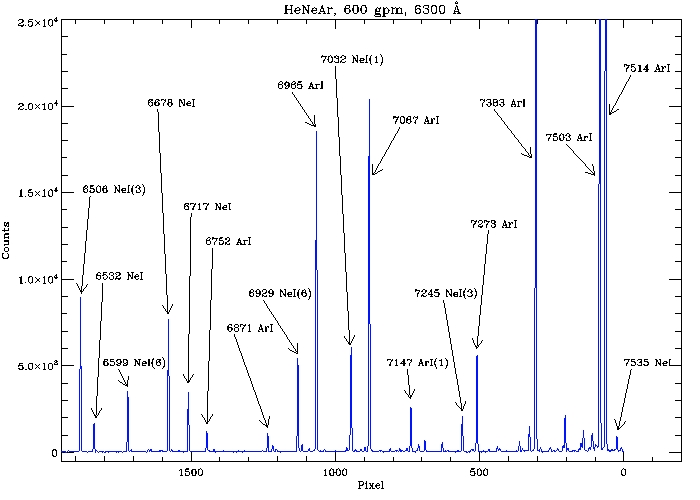 HeNeAr, 600 gpm, 6300 Å
2.5×10⁴
7032 NeI(1)
7514 ArI
6965 ArI
6678 NeI
7383 ArI
2.0×10⁴
7067 ArI
7503 ArI
1.5×10⁴
6506 NeI(3)
6717 NeI
7273 ArI
6752 ArI
Counts
6532 NeI
1.0×10⁴
6929 NeI(6)
7245 NeI(3)
6871 ArI
5.0×10³
6599 NeI(6)
7147 ArI(1)
7535 NeI
0
1500
1000
500
0
Pixel